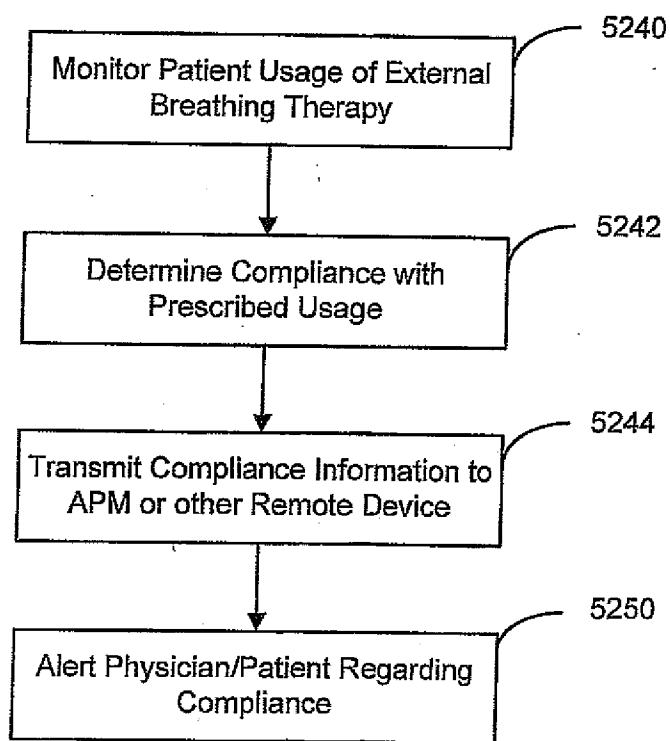 5240
Monitor Patient Usage of External
Breathing Therapy
5242
Determine Compliance with
Prescribed Usage
5244
Transmit Compliance Information to
APM or other Remote Device
5250
Alert Physician/Patient Regarding
Compliance